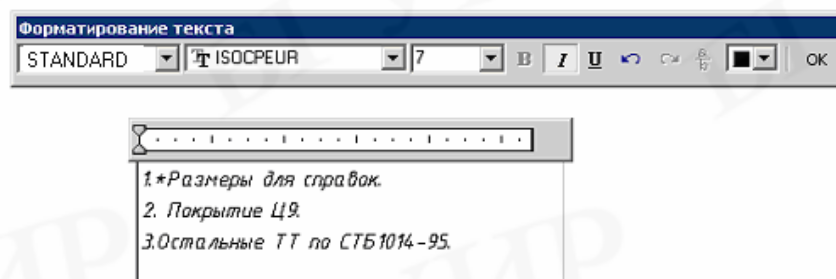 Форматирование текста
STANDARD ISOCPEUR 7 B I U OK
1.*Размеры для справок.
2. Покрытие Ц9.
3.Остальные ТТ по СТБ1014-95.